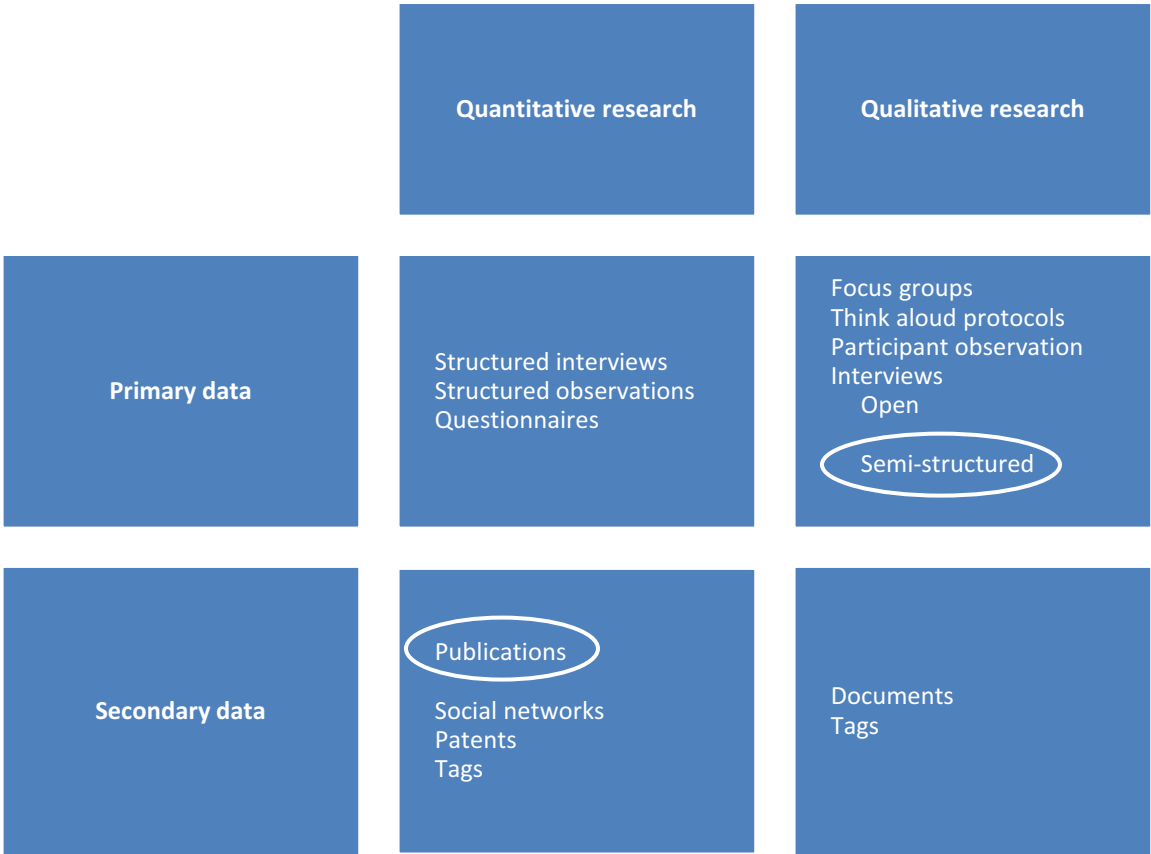 Quantitative research
Qualitative research
Primary data
Structured interviews
Structured observations
Questionnaires
Focus groups
Think aloud protocols
Participant observation
Interviews
Open
Semi-structured
Secondary data
Publications
Social networks
Patents
Tags
Documents
Tags